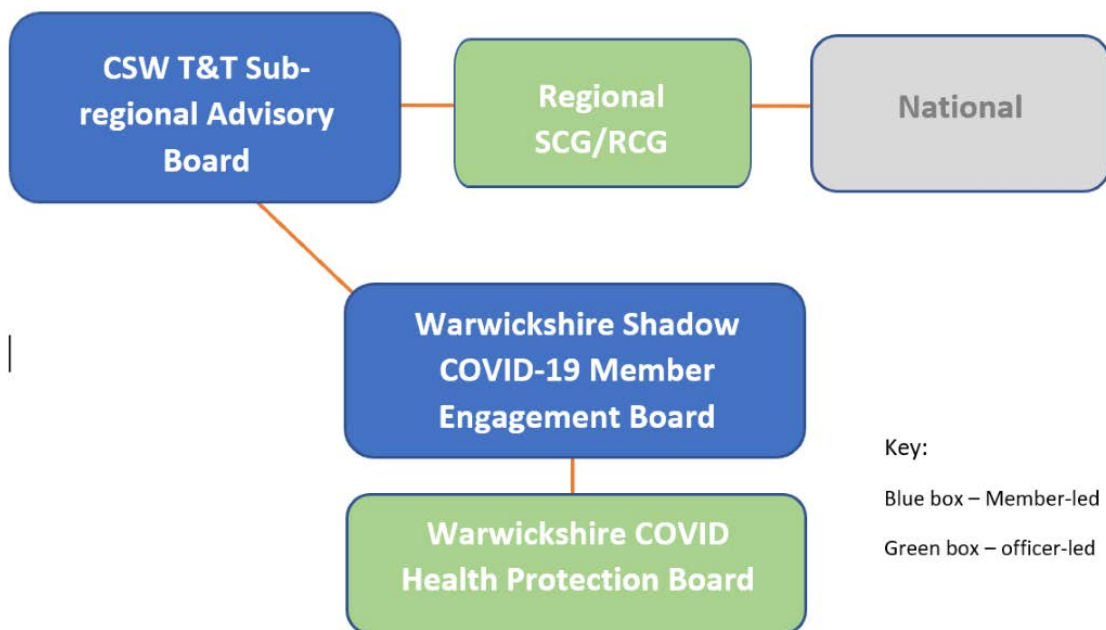 CSW T&T Sub-
regional Advisory
Board
Regional
SCG/RCG
National
Warwickshire Shadow
COVID-19 Member
Engagement Board
Warwickshire COVID
Health Protection Board
Key:
Blue box – Member-led
Green box – officer-led